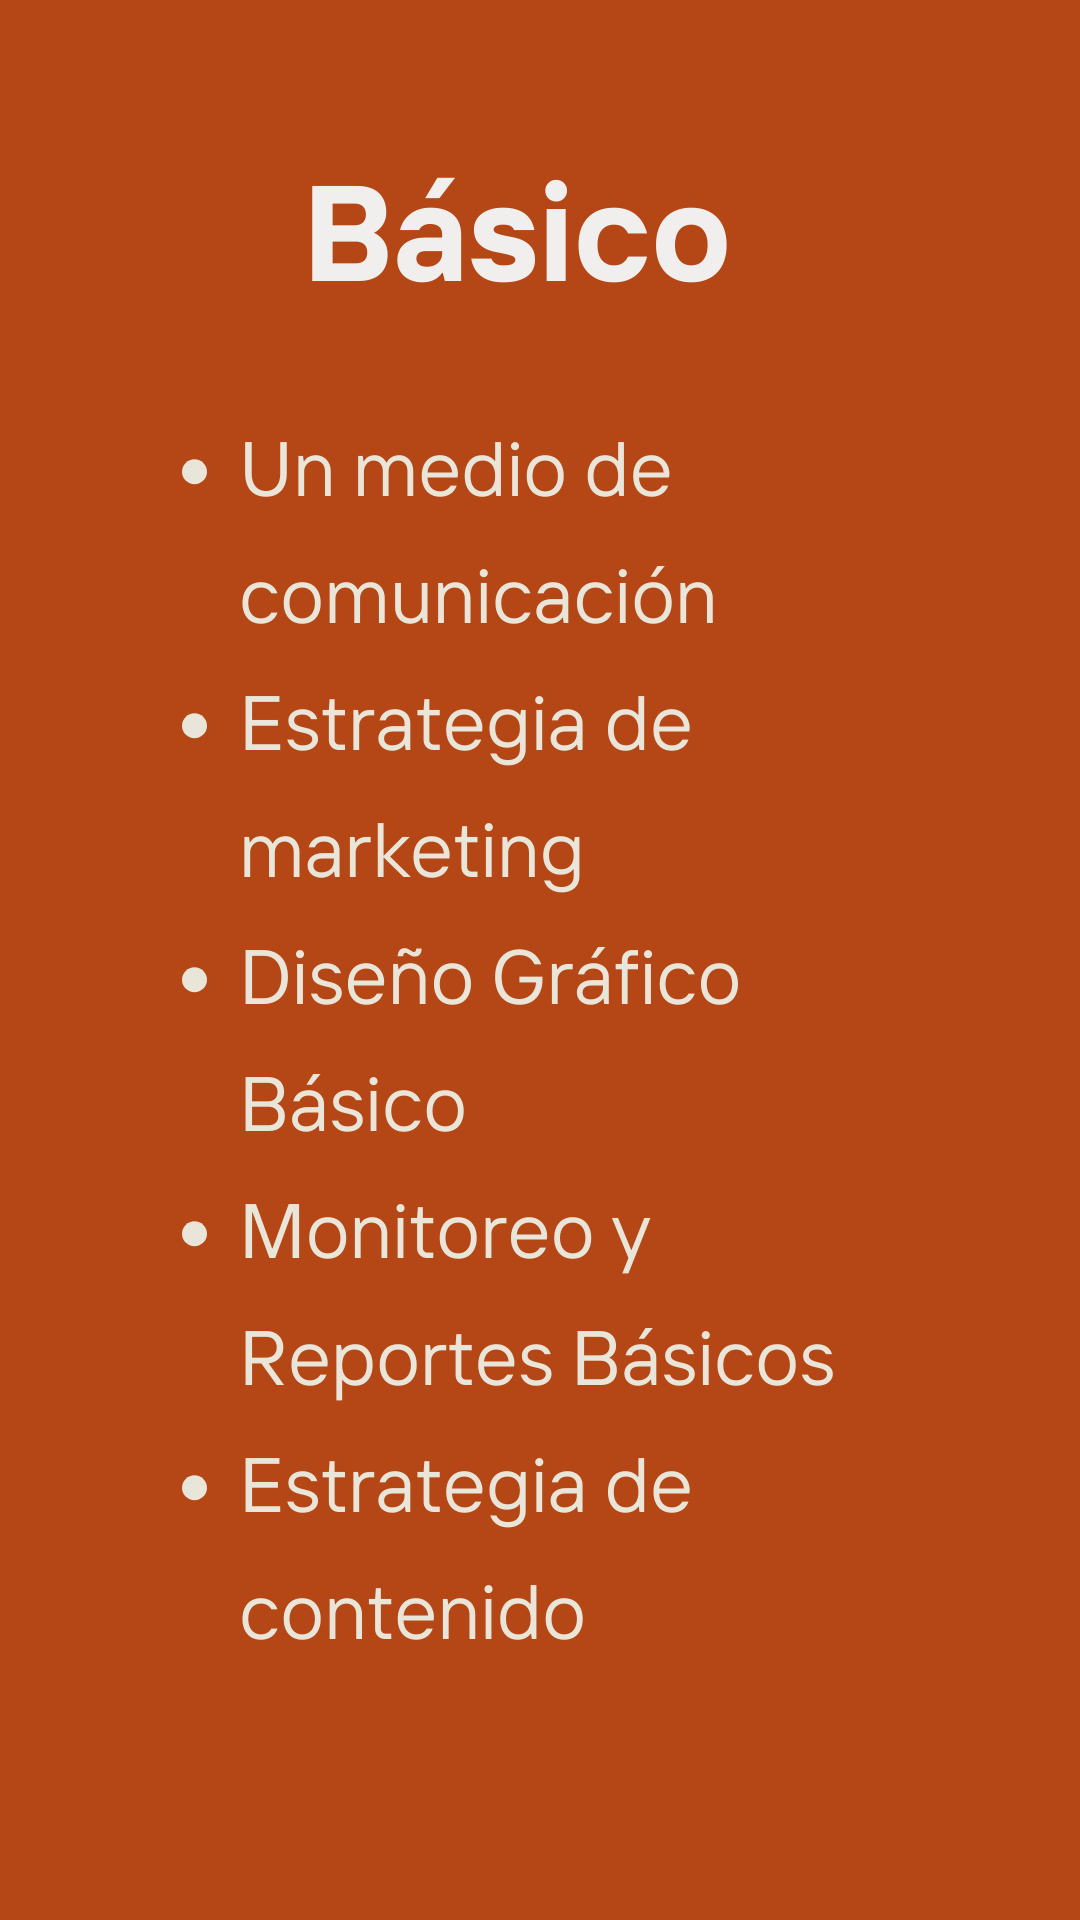 Básico
• Un medio de
comunicación
• Estrategia de
marketing
• Diseño Gráfico
Básico
• Monitoreo y
Reportes Básicos
• Estrategia de
contenido